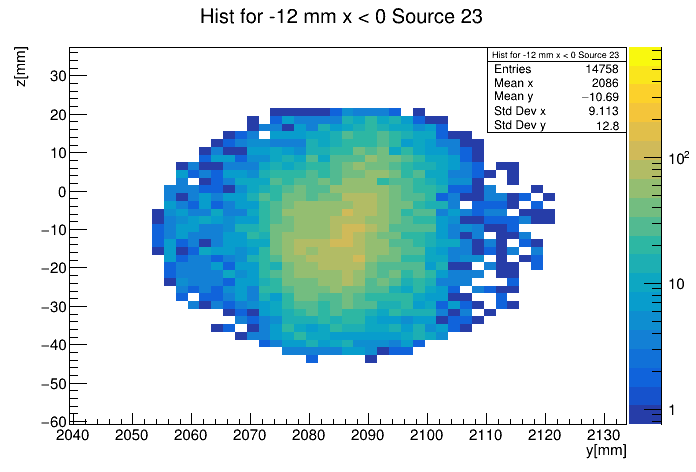 Hist for -12 mm x < 0 Source 23
z[mm]
Hist for -12 mm x < 0 Source 23
Entries 14758
Mean x 2086
Mean y −10.69
Std Dev x 9.113
Std Dev y 12.8
30
20
10
0
−10
−20
−30
−40
−50
−60
2040 2050 2060 2070 2080 2090 2100 2110 2120 2130
y[mm]
10²
10
1